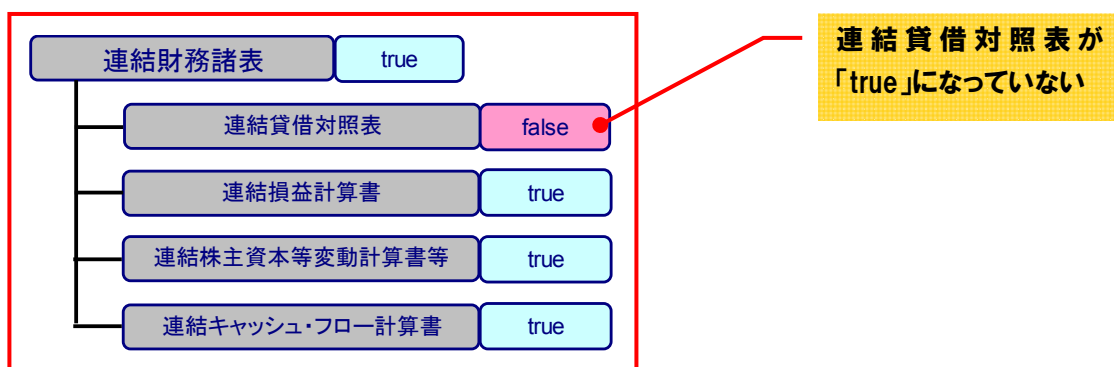 連結財務諸表 true
連結貸借対照表 false
連結損益計算書 true
連結株主資本等変動計算書等 true
連結キャッシュ・フロー計算書 true
連結貸借対照表が
「true」になっていない